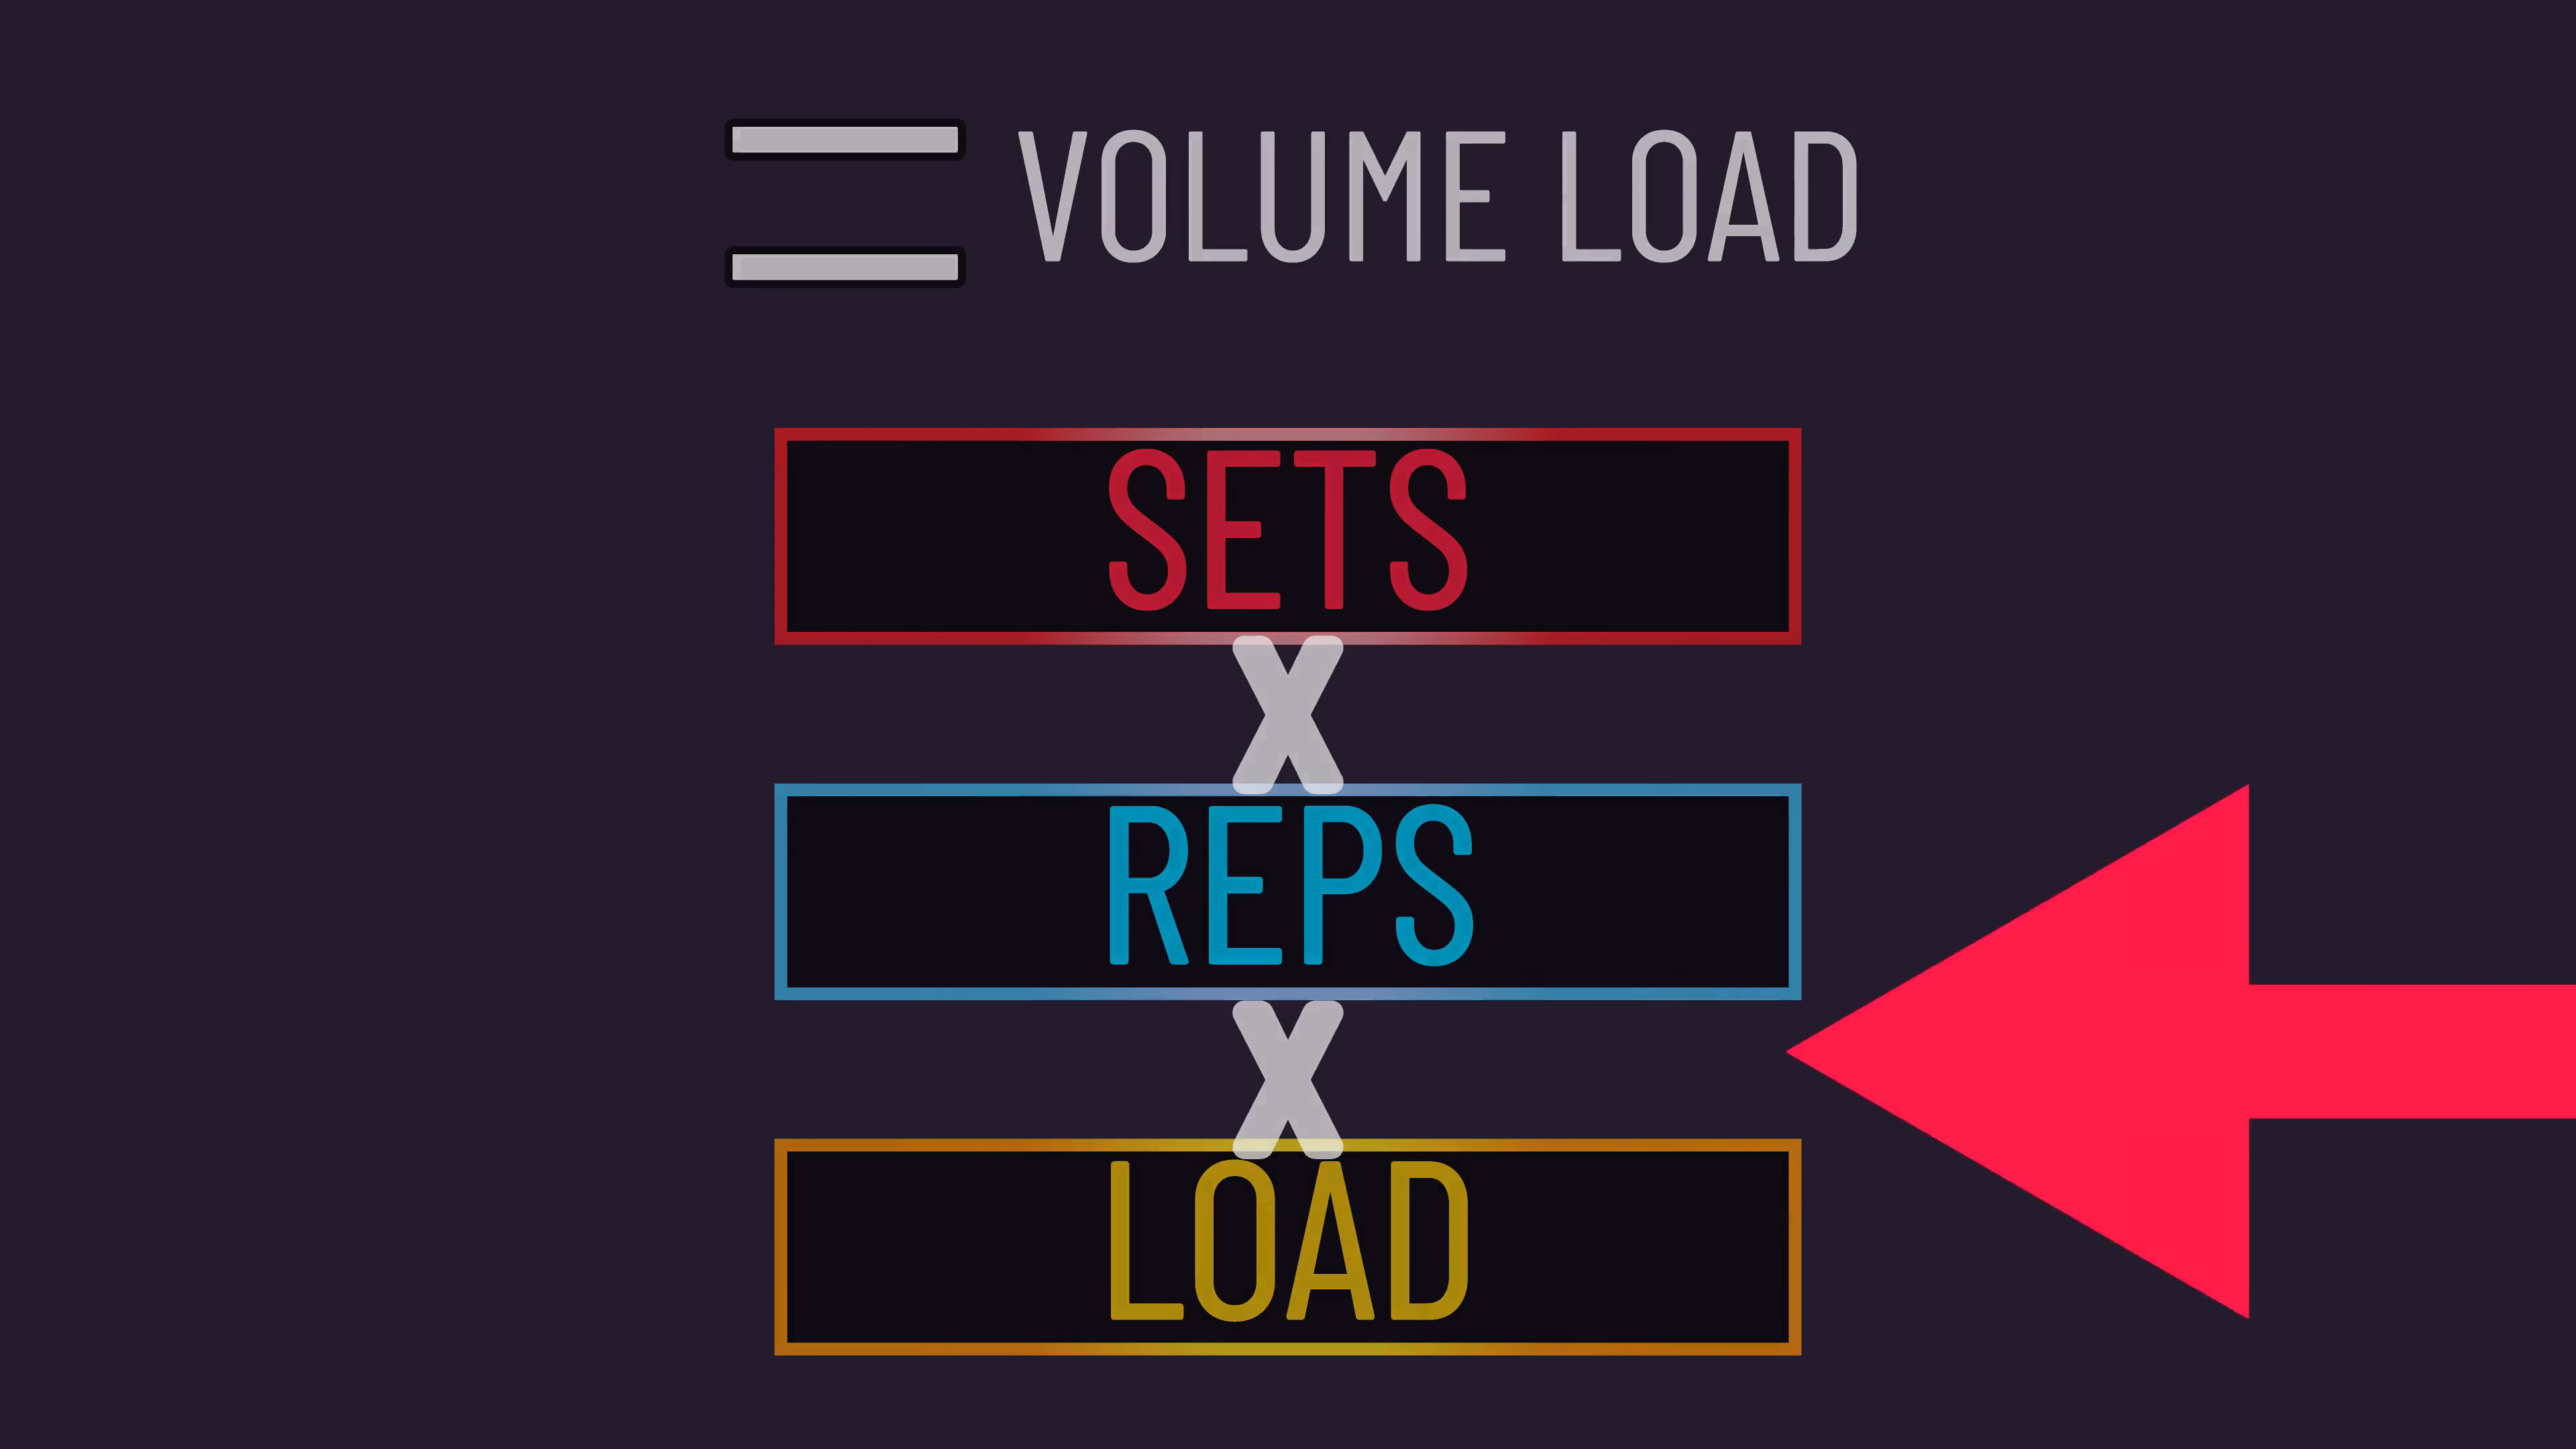 = VOLUME LOAD
SETS
X
REPS
X
LOAD